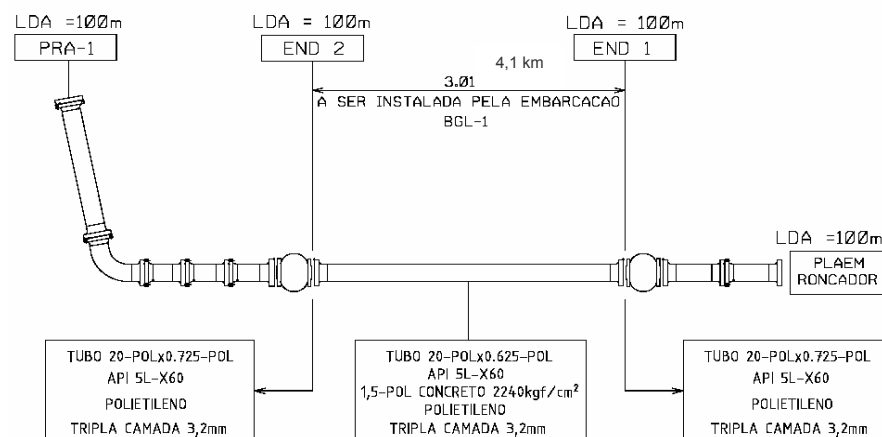 LDA =100m
PRA-1
LDA = 100m
END 2
LDA = 100m
END 1
4,1 km
3.01
A SER INSTALADA PELA EMBARCACAO
BGL-1
LDA =100m
PLAEM
RONCADOR
TUBO 20-POLx0.725-POL
API 5L-X60
POLIETILENO
TRIPLA CAMADA 3,2mm
TUBO 20-POLx0.625-POL
API 5L-X60
1,5-POL CONCRETO 2240kgf/cm²
POLIETILENO
TRIPLA CAMADA 3,2mm
TUBO 20-POLx0.725-POL
API 5L-X60
POLIETILENO
TRIPLA CAMADA 3,2mm